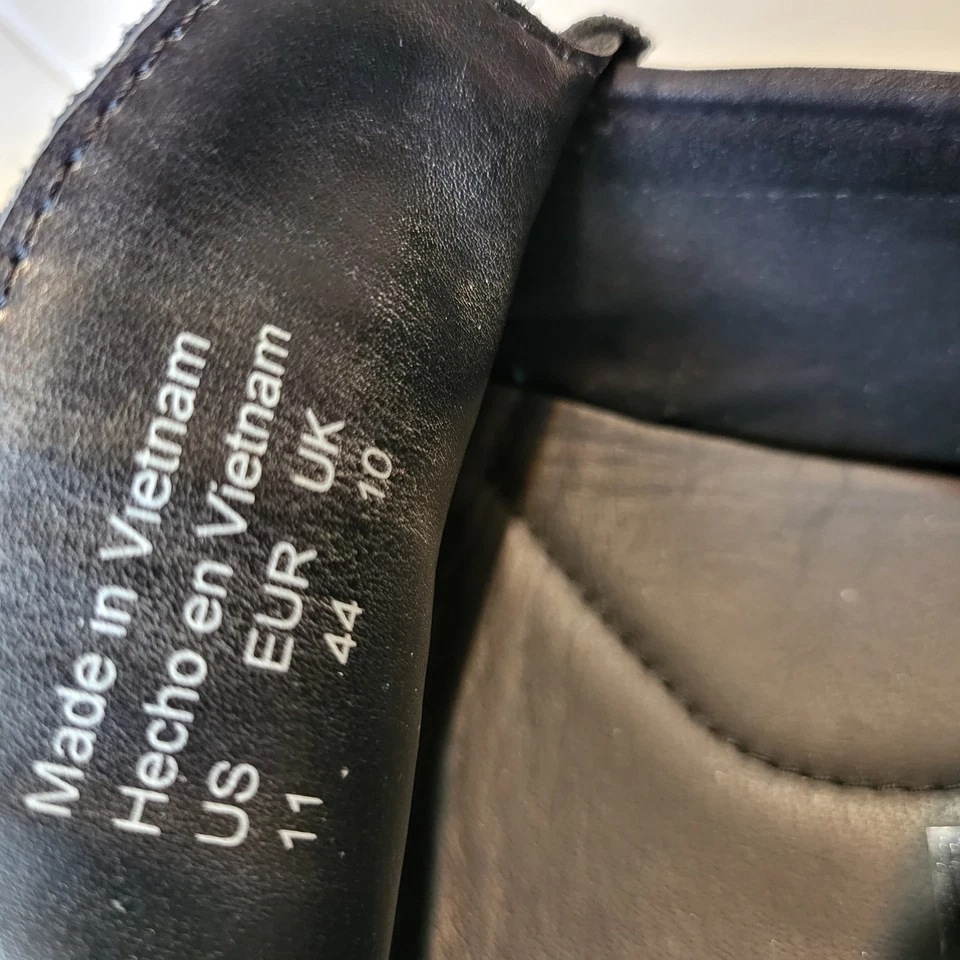 Made in Vietnam
Hecho en Vietnam
US EUR UK
11 44 10